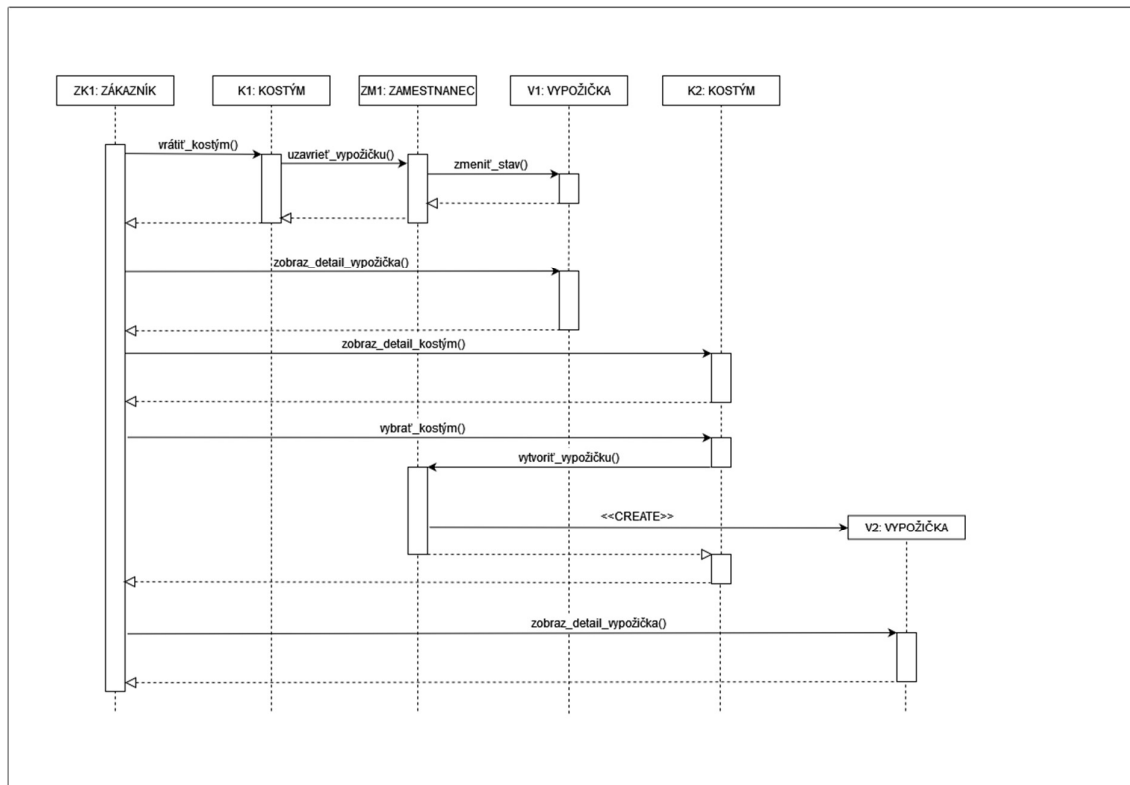 ZK1: ZÁKAZNÍK
K1: KOSTÝM
ZM1: ZAMESTNANEC
V1: VYPOŽIČKA
K2: KOSTÝM
vrátiť_kostým()
uzavrieť_vypožičku()
zmeniť_stav()
zobraz_detail_vypožička()
zobraz_detail_kostým()
vybrať_kostým()
vytvoriť_vypožičku()
<<CREATE>>
V2: VYPOŽIČKA
zobraz_detail_vypožička()